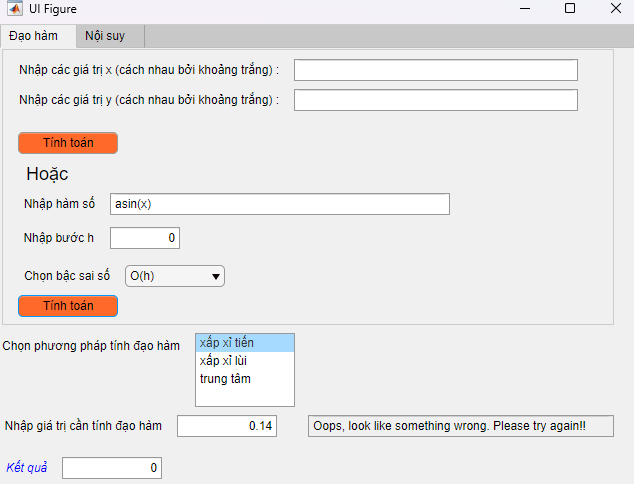 UI Figure
Đạo hàm Nội suy
Nhập các giá trị x (cách nhau bởi khoảng trắng) :
Nhập các giá trị y (cách nhau bởi khoảng trắng) :
Tính toán
Hoặc
Nhập hàm số asin(x)
Nhập bước h 0
Chọn bậc sai số O(h)
Tính toán
Chọn phương pháp tính đạo hàm xấp xỉ tiến
xấp xỉ lùi
trung tâm
Nhập giá trị cần tính đạo hàm 0.14 Oops, look like something wrong. Please try again!!
Kết quả 0